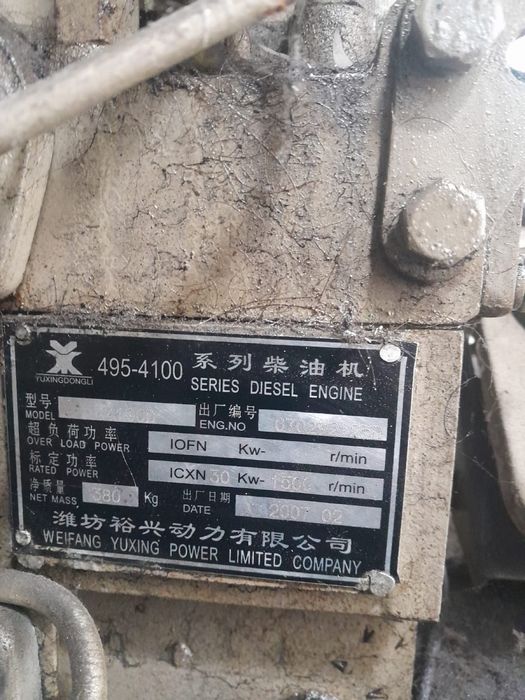 495-4100 系列柴油机
YUXINGDONGLI SERIES DIESEL ENGINE
型号 出厂编号
MODEL ENG.NO
超负荷功率 IOFN Kw- r/min
OVER LOAD POWER
标定功率 ICXN 30 Kw- r/min
RATED POWER
净质量 380 Kg 出厂日期
NET MASS DATE 02
潍坊裕兴动力有限公司
WEIFANG YUXING POWER LIMITED COMPANY